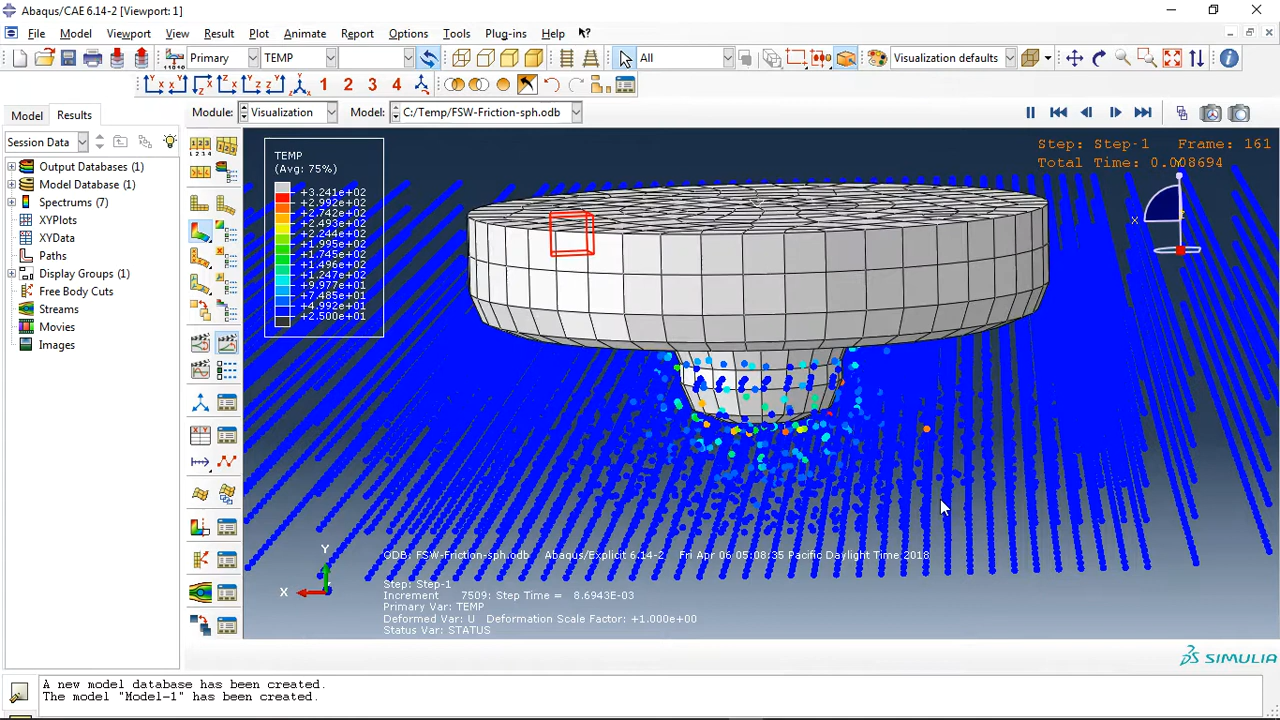 Abaqus/CAE 6.14-2 [Viewport: 1]
File Model Viewport View Result Plot Animate Report Options Tools Plug-ins Help
Primary TEMP All Visualization defaults
1 2 3 4
Model Results Module: Visualization Model: C:/Temp/FSW-Friction-sph.odb
Session Data
Output Databases (1)
Model Database (1)
Spectrums (7)
XYPlots
XYData
Paths
Display Groups (1)
Free Body Cuts
Streams
Movies
Images
TEMP
(Avg: 75%)
+3.241e+02
+2.992e+02
+2.742e+02
+2.493e+02
+2.244e+02
+1.995e+02
+1.745e+02
+1.496e+02
+1.247e+02
+9.977e+01
+7.485e+01
+4.992e+01
+2.500e+01
Step: Step-1 Frame: 161
Total Time: 0.008694
X
Y
X
ODB: FSW-Friction-sph.odb Abaqus/Explicit 6.14-2 Fri Apr 06 05:08:35 Pacific Daylight Time
Step: Step-1
Increment 7509: Step Time = 8.6943E-03
Primary Var: TEMP
Deformed Var: U Deformation Scale Factor: +1.000e+00
Status Var: STATUS
SIMULIA
A new model database has been created.
The model "Model-1" has been created.